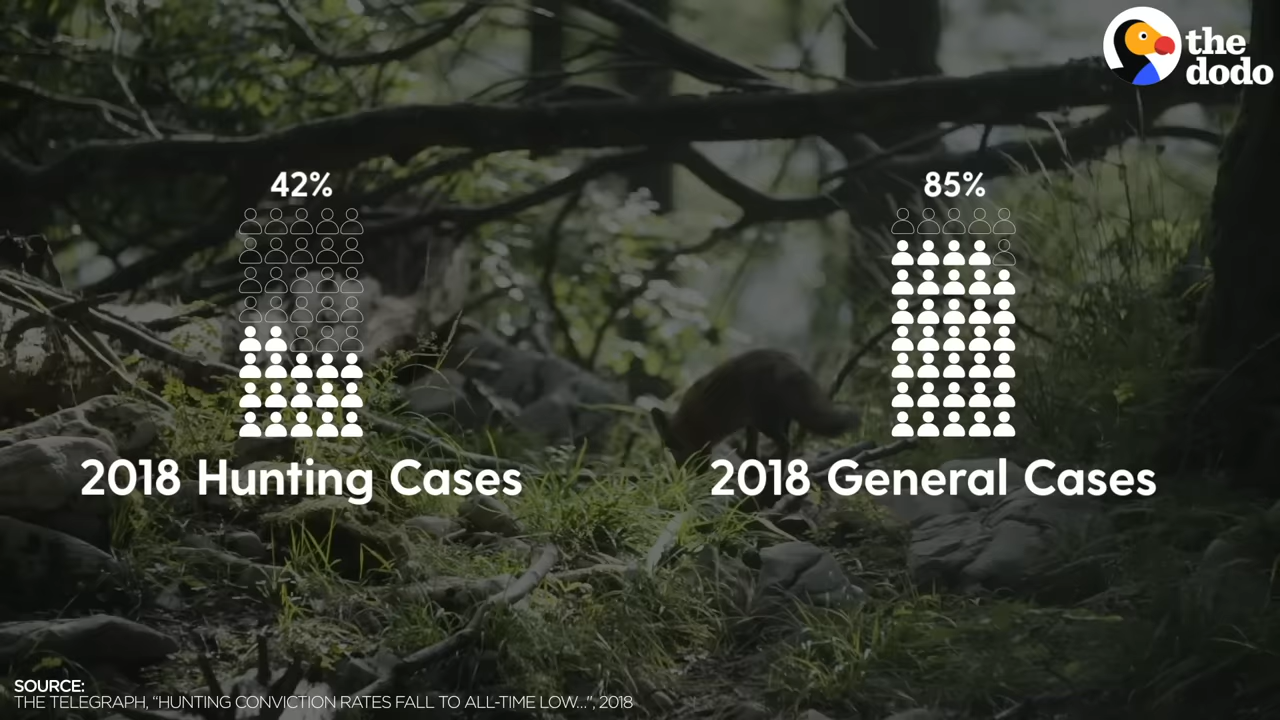 the
dodo
42%
85%
2018 Hunting Cases
2018 General Cases
SOURCE:
THE TELEGRAPH, “HUNTING CONVICTION RATES FALL TO ALL-TIME LOW...”, 2018